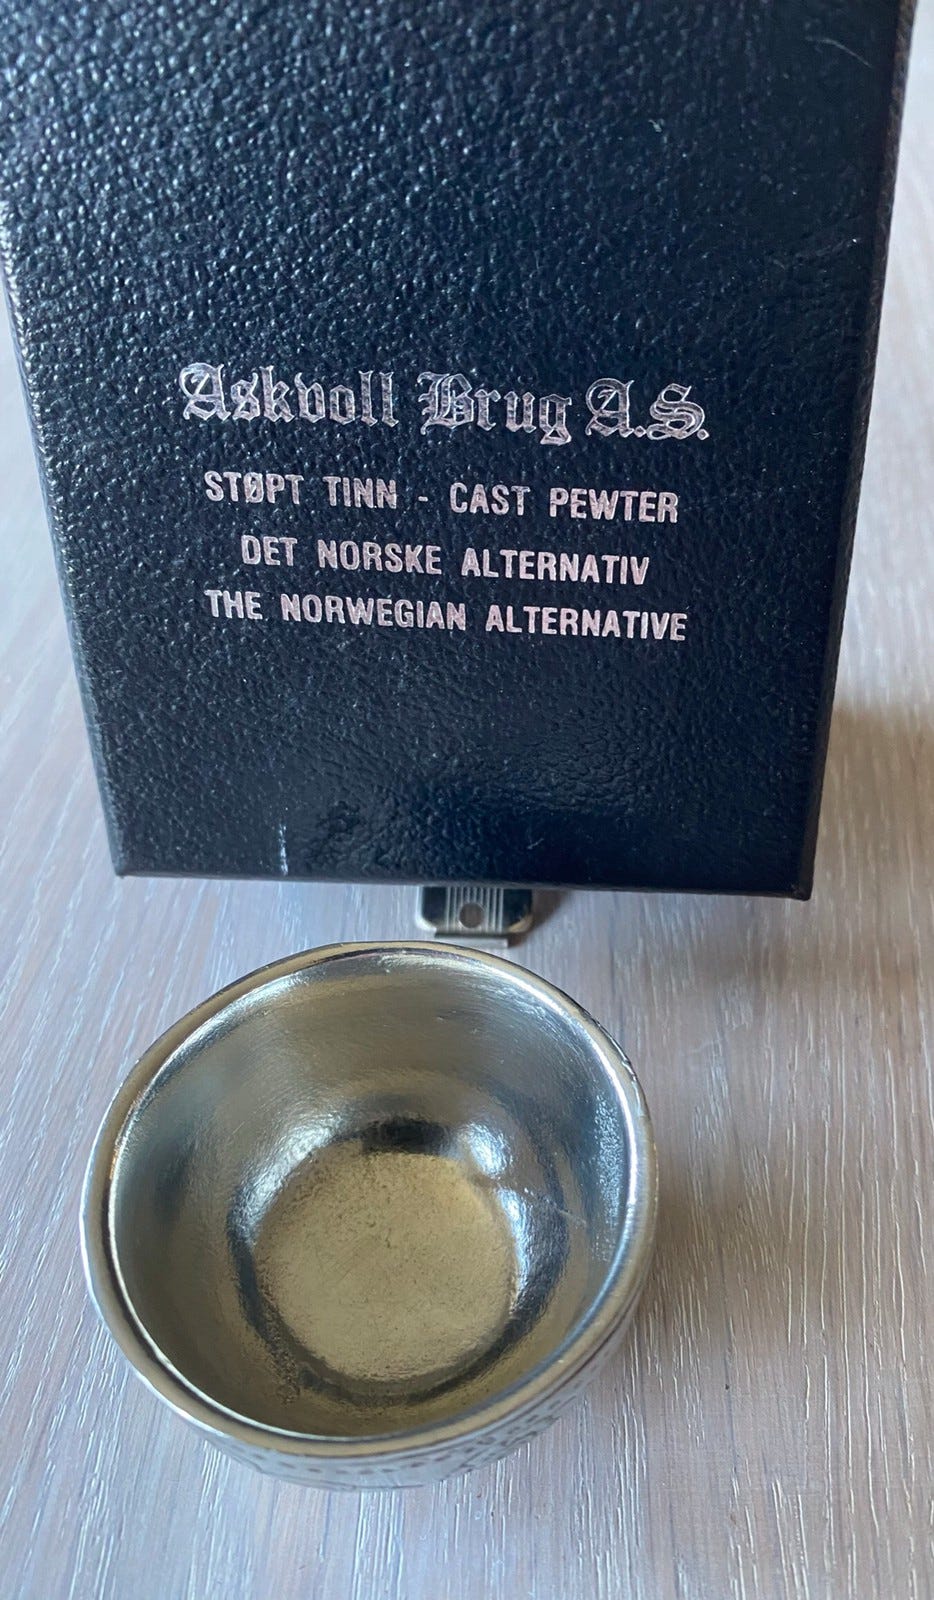 Askvoll Brug A.S.
STØPT TINN - CAST PEWTER
DET NORSKE ALTERNATIV
THE NORWEGIAN ALTERNATIVE